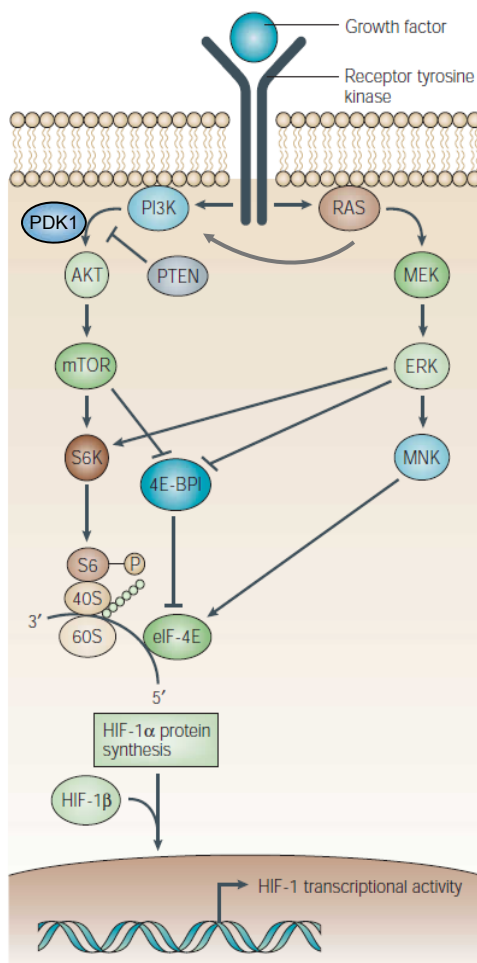 Growth factor
Receptor tyrosine
kinase
PDK1
PI3K
RAS
AKT
PTEN
MEK
mTOR
ERK
S6K
4E-BPI
MNK
S6
P
40S
3′
60S
eIF-4E
5′
HIF-1α protein
synthesis
HIF-1β
HIF-1 transcriptional activity